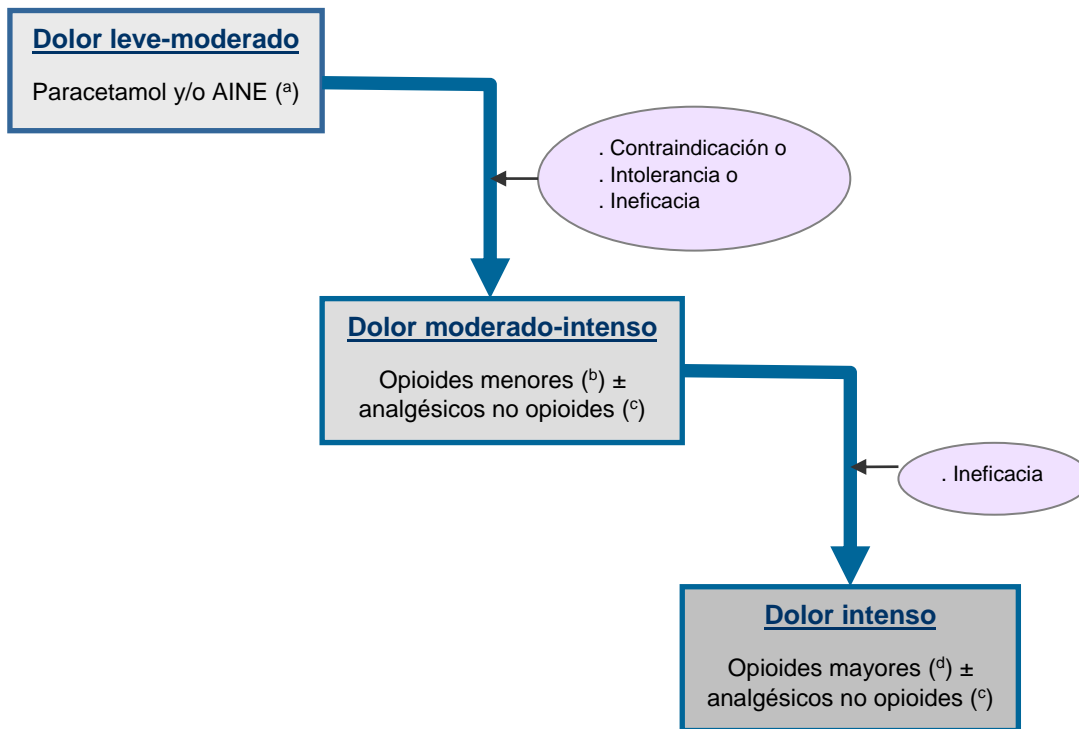 Dolor leve-moderado
Paracetamol y/o AINE (ᵃ)
. Contraindicación o
. Intolerancia o
. Ineficacia
Dolor moderado-intenso
Opioides menores (ᵇ) ±
analgésicos no opioides (ᶜ)
. Ineficacia
Dolor intenso
Opioides mayores (ᵈ) ±
analgésicos no opioides (ᶜ)